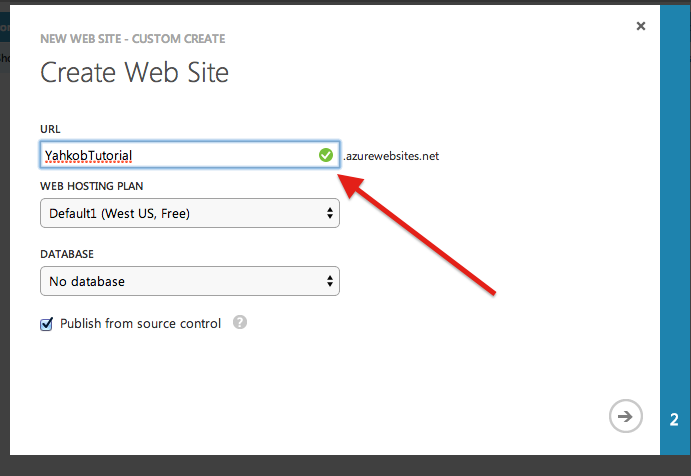 NEW WEB SITE - CUSTOM CREATE
Create Web Site
URL
YahkobTutorial .azurewebsites.net
WEB HOSTING PLAN
Default1 (West US, Free)
DATABASE
No database
Publish from source control ?
2